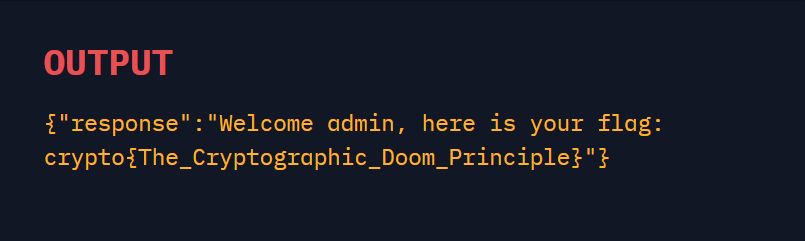 OUTPUT
{"response":"Welcome admin, here is your flag:
crypto{The_Cryptographic_Doom_Principle}"}